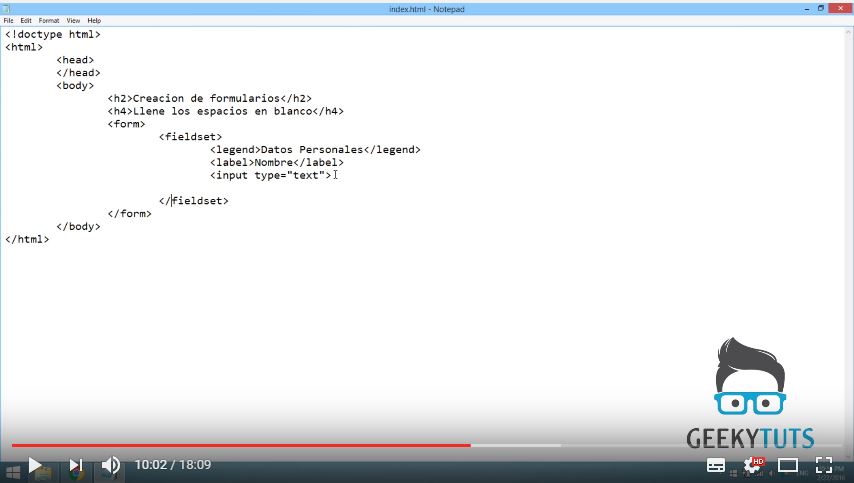 index.html - Notepad
File Edit Format View Help
<!doctype html>
<html>
<head>
</head>
<body>
<h2>Creacion de formularios</h2>
<h4>Llene los espacios en blanco</h4>
<form>
<fieldset>
<legend>Datos Personales</legend>
<label>Nombre</label>
<input type="text">
</fieldset>
</form>
</body>
</html>
GEEKYTUTS
10:02 / 18:09
HD